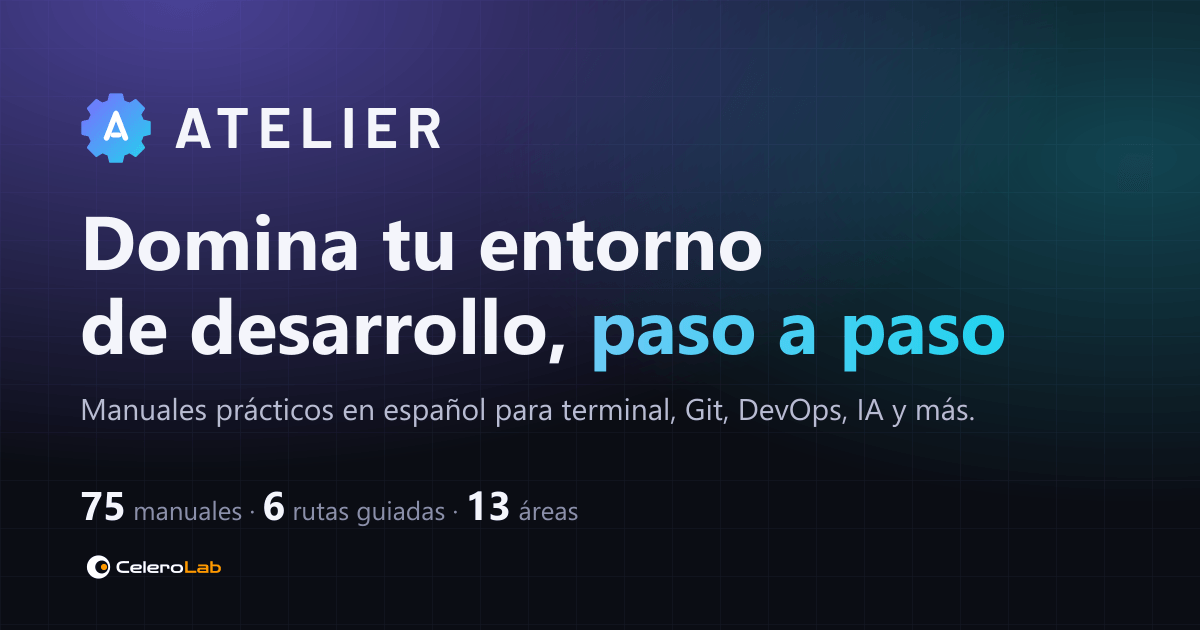 A ATELIER
Domina tu entorno
de desarrollo, paso a paso
Manuales prácticos en español para terminal, Git, DevOps, IA y más.
75 manuales · 6 rutas guiadas · 13 áreas
CeleroLab